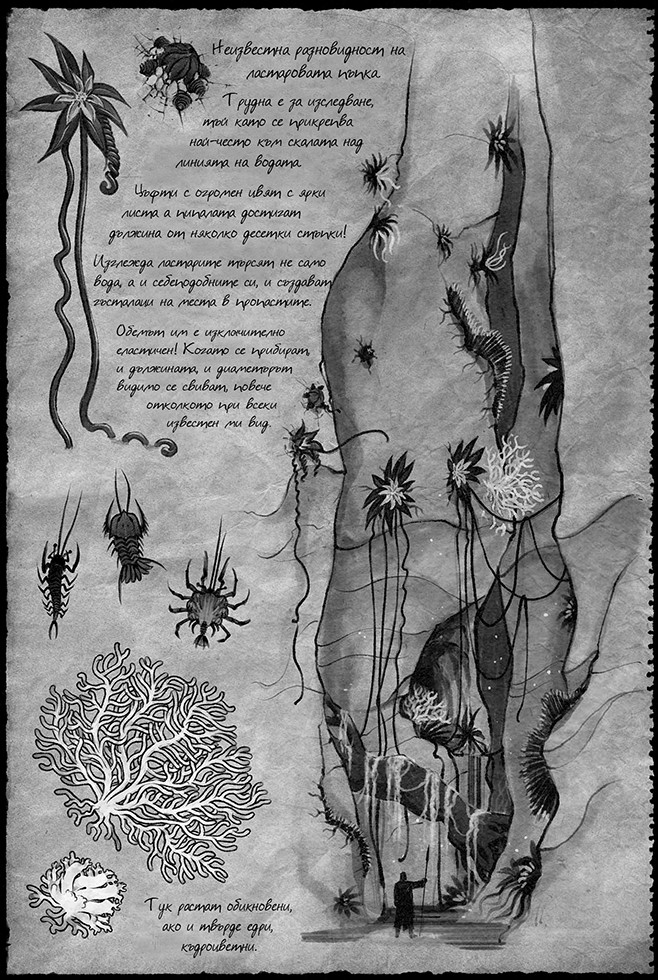 Неизвестна разновидност на
ластаровата пъпка.
Трудна е за изследване,
тъй като се прикрепва
най-често към скалата над
линията на водата.
Цъфти с огромен цвят с ярки
листа а пипалата достигат
дължина от няколко десетки стъпки!
Изглежда ластарите търсят не само
вода, а и себеподобните си, и създават
гъсталаци на места в пропастите.
Обемът им е изключително
еластичен! Когато се прибират,
и дължината, и диаметърът
видимо се свиват, повече
отколкото при всеки
известен ми вид.
Тук растат обикновени,
ако и твърде едри,
къдроцветни.